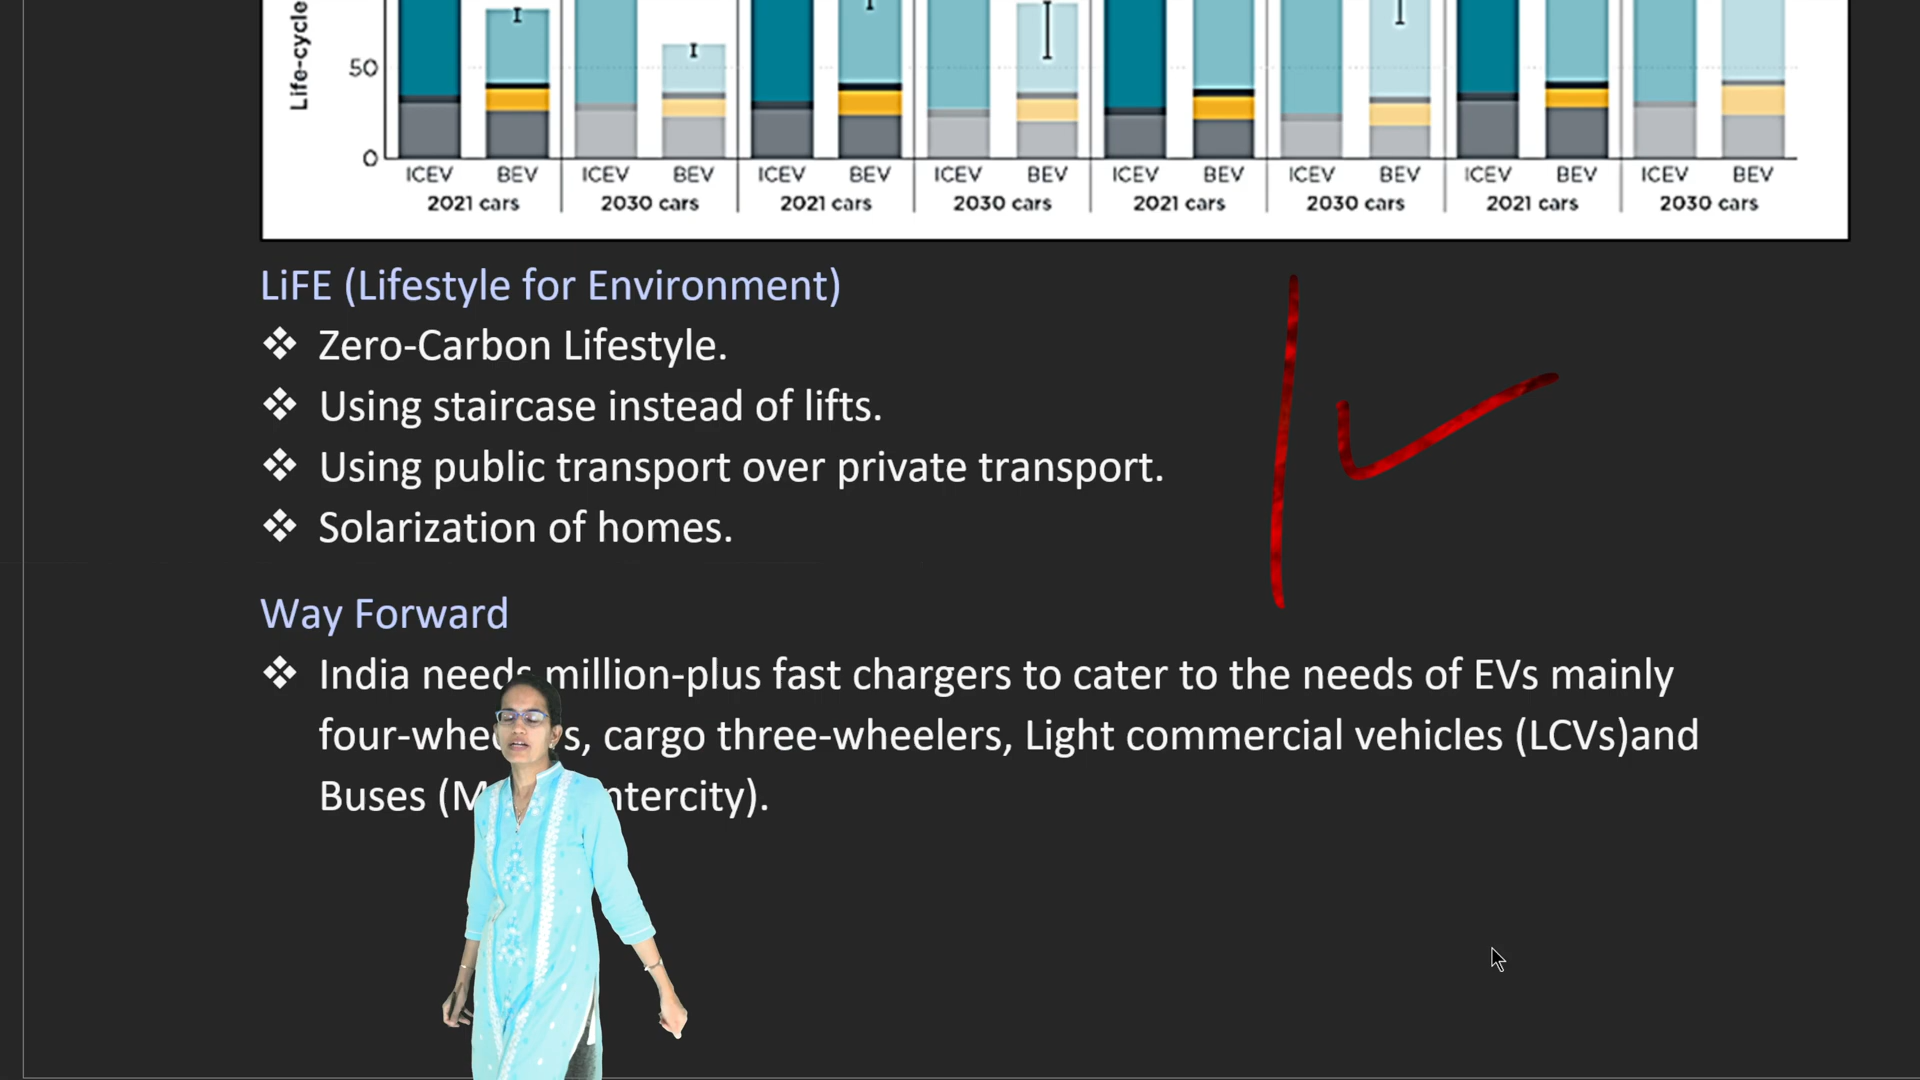 Life-cycle
50
0
ICEV BEV ICEV BEV ICEV BEV ICEV BEV ICEV BEV ICEV BEV ICEV BEV ICEV BEV
2021 cars 2030 cars 2021 cars 2030 cars 2021 cars 2030 cars 2021 cars 2030 cars
LiFE (Lifestyle for Environment)
❖ Zero-Carbon Lifestyle.
❖ Using staircase instead of lifts.
❖ Using public transport over private transport.
❖ Solarization of homes.
Way Forward
❖ India needs million-plus fast chargers to cater to the needs of EVs mainly
four-wheelers, cargo three-wheelers, Light commercial vehicles (LCVs)and
Buses (